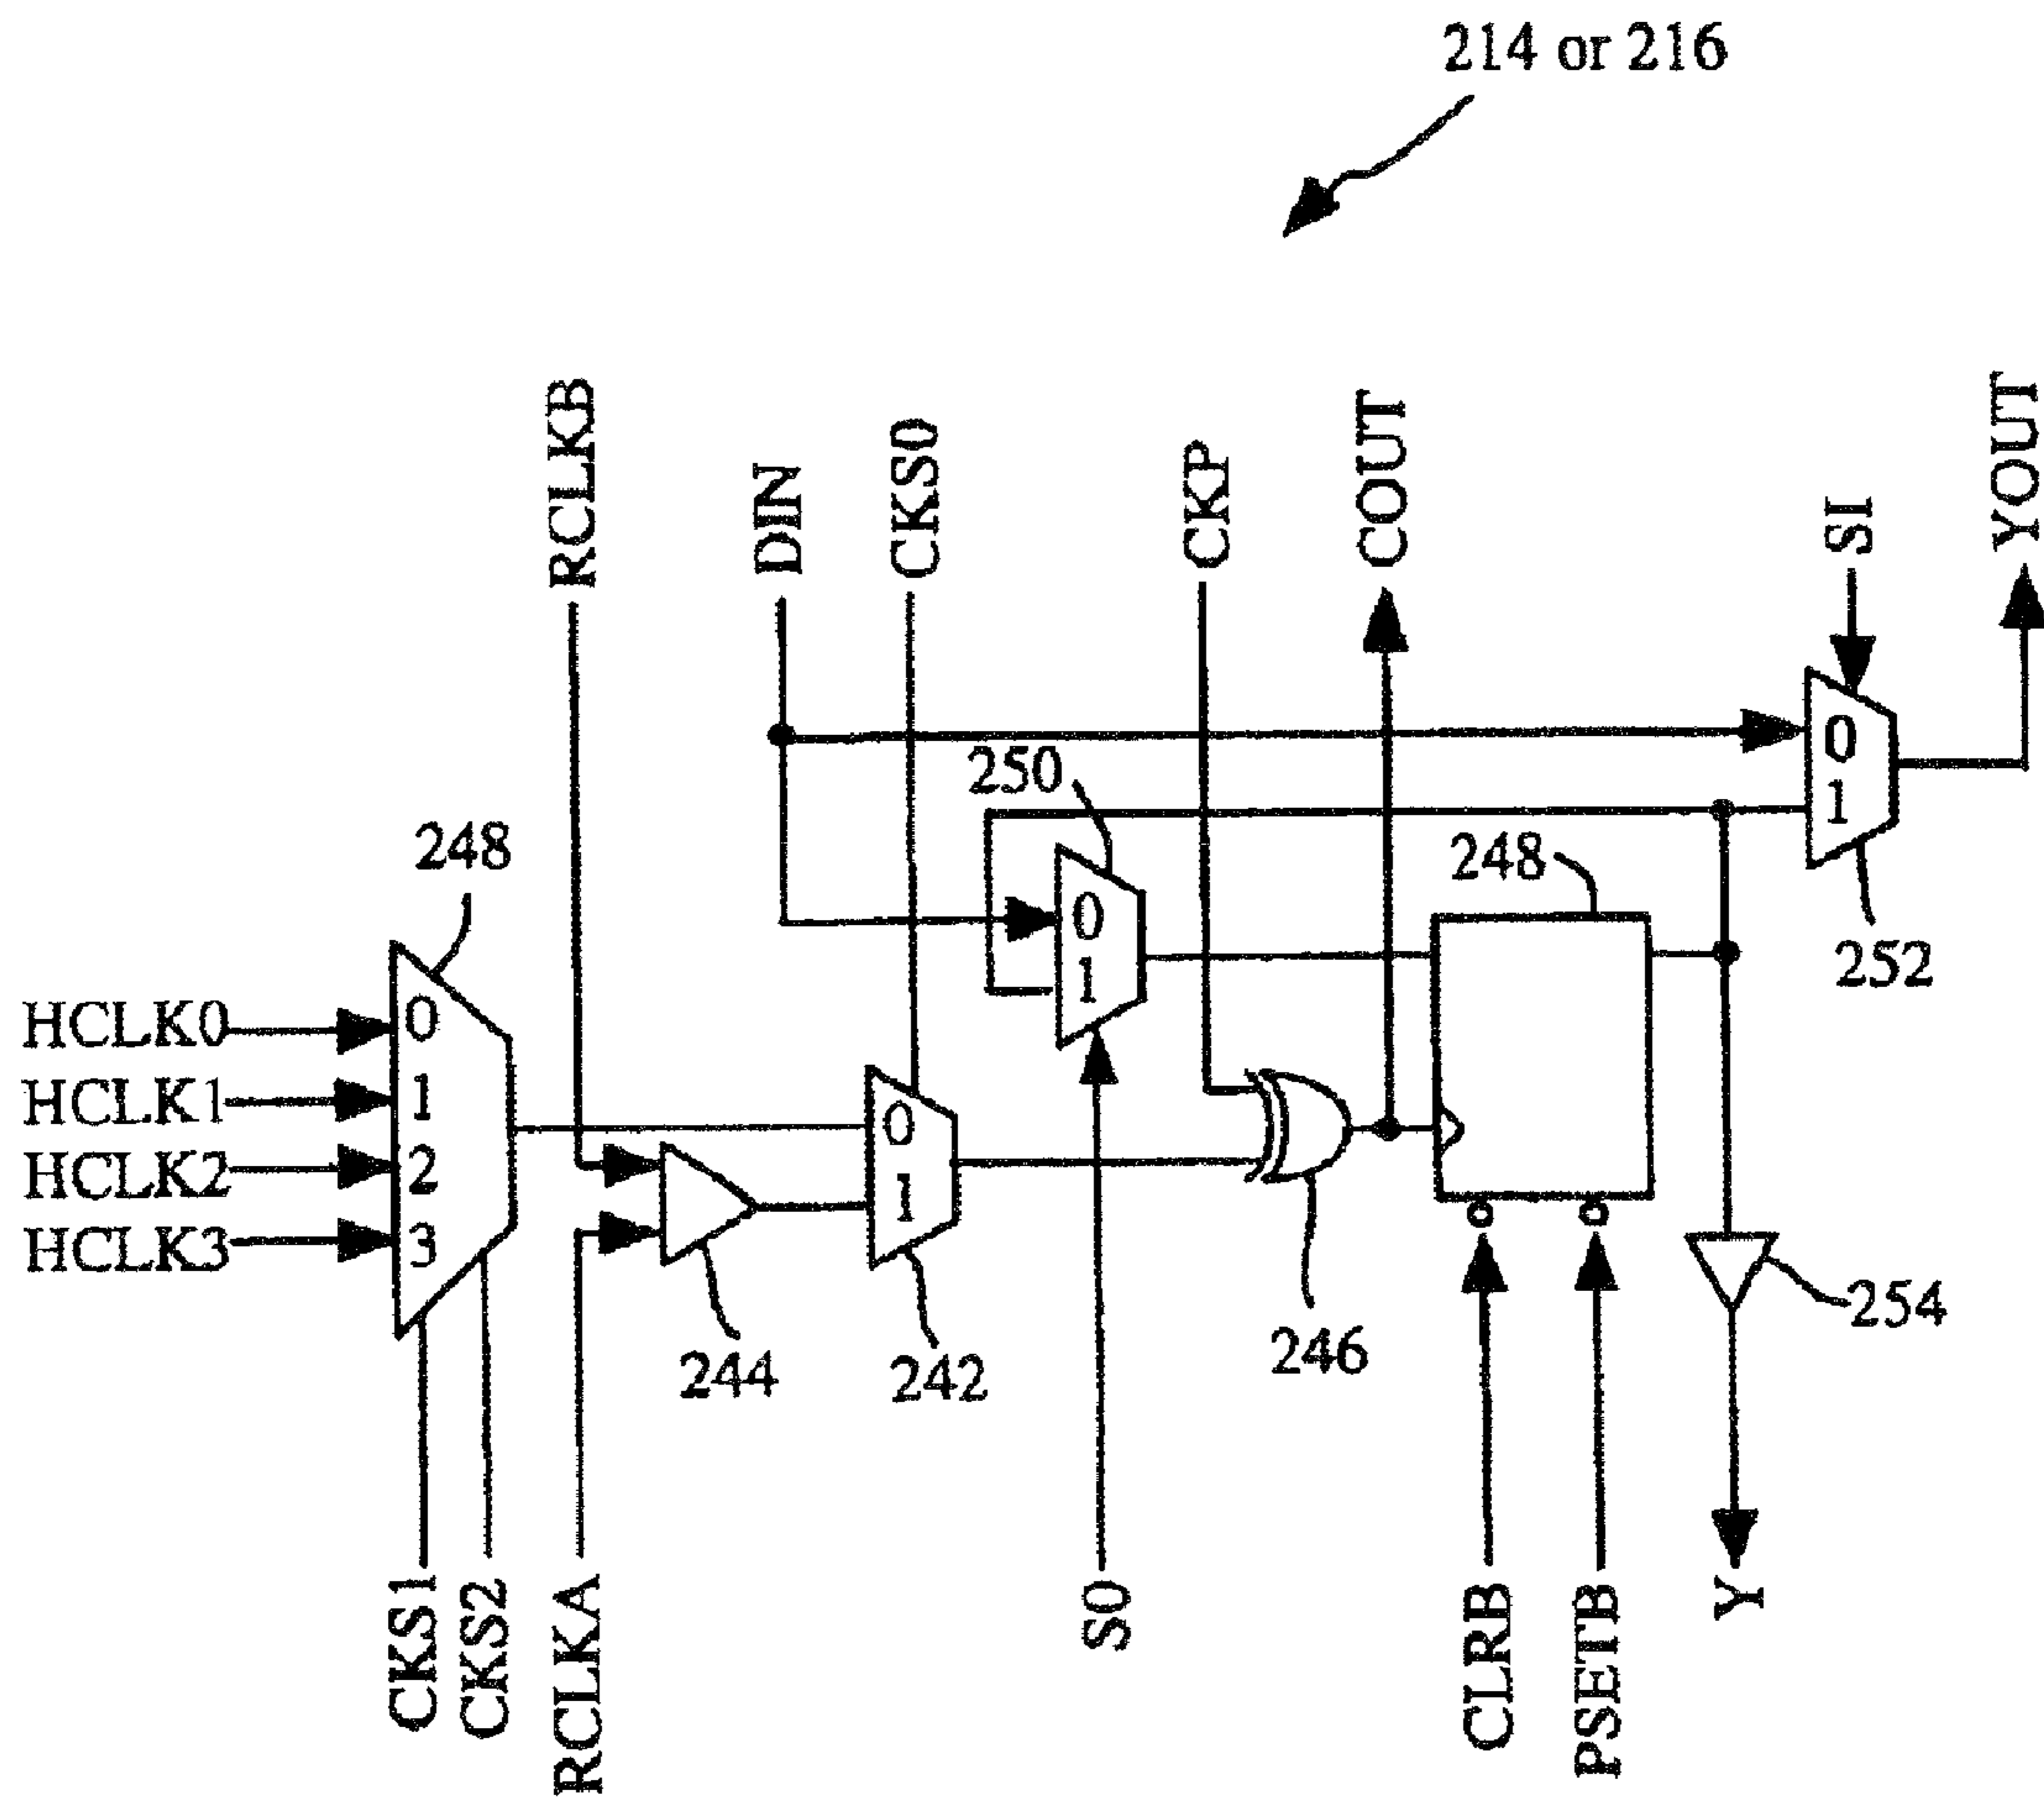 214 or 216
RCLKB
DIN
CKS0
CKP
COUT
SI
YOUT
248
250
248
252
HCLK0
HCLK1
HCLK2
HCLK3
0
1
2
3
0
1
0
1
0
1
244
242
246
254
CKS1
CKS2
RCLKA
S0
CLRB
PSETB
Y